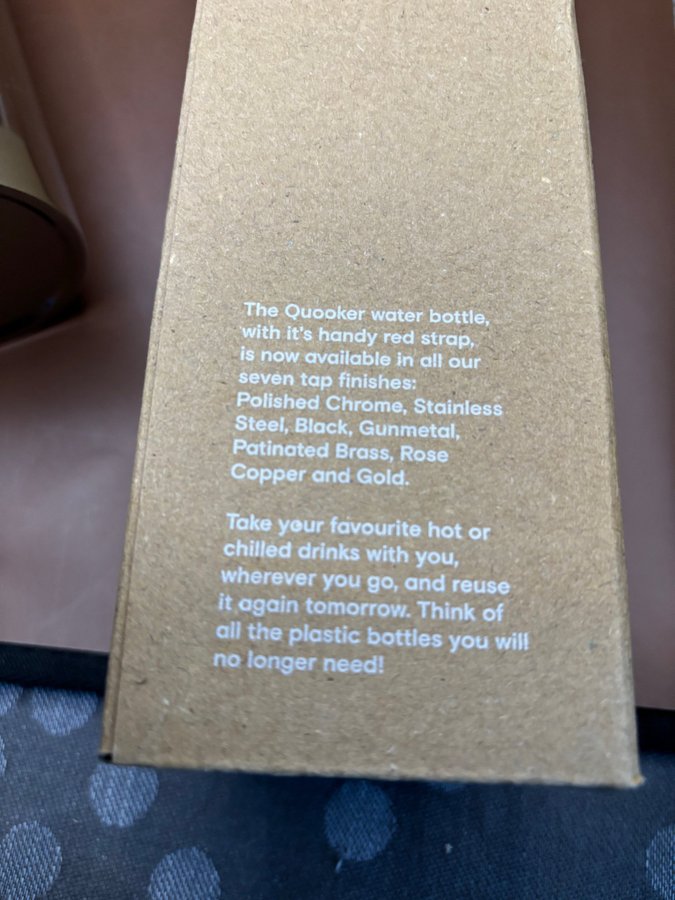 The Quooker water bottle,
with it's handy red strap,
is now available in all our
seven tap finishes:
Polished Chrome, Stainless
Steel, Black, Gunmetal,
Patinated Brass, Rose
Copper and Gold.
Take your favourite hot or
chilled drinks with you,
wherever you go, and reuse
it again tomorrow. Think of
all the plastic bottles you will
no longer need!